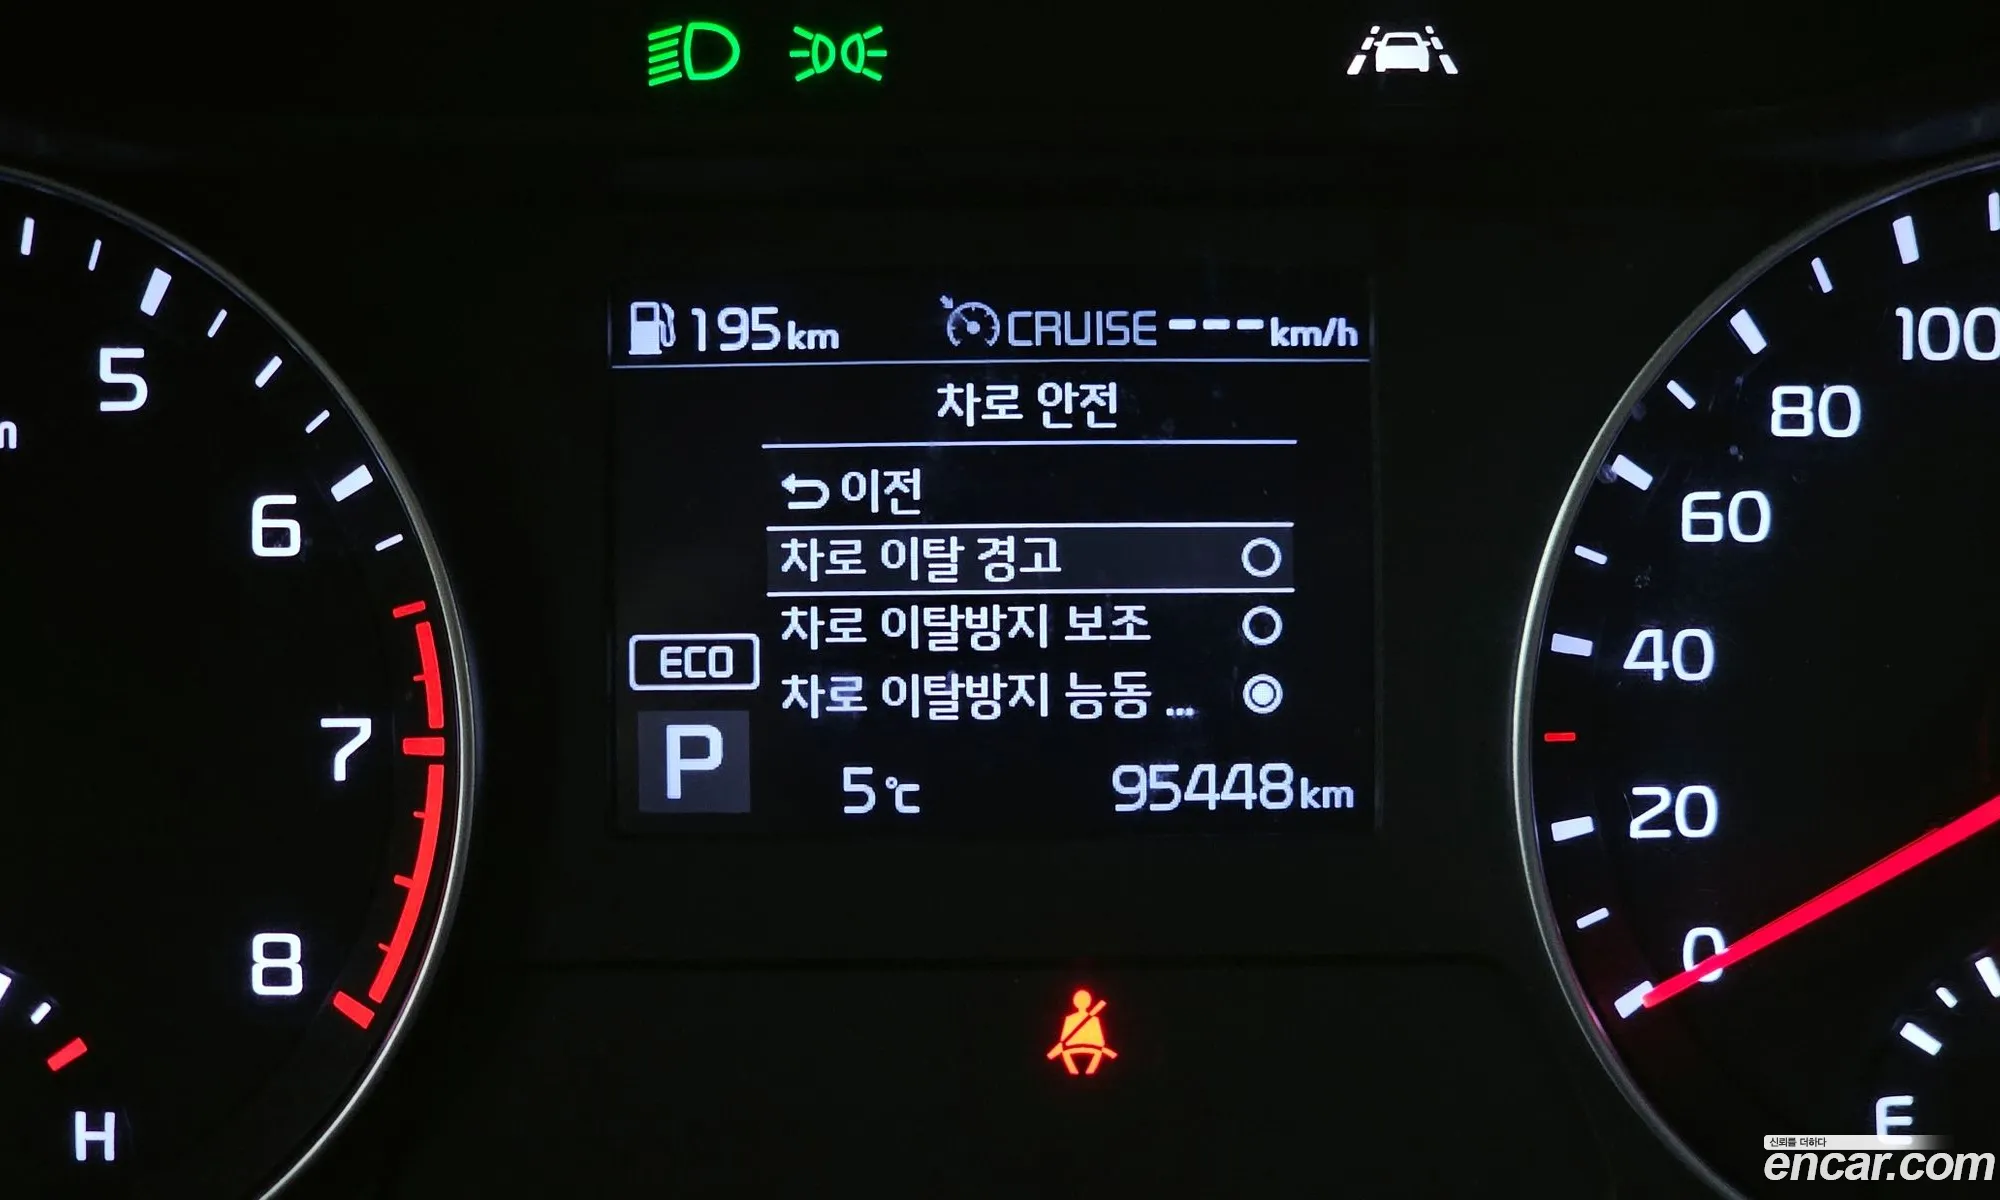 195km CRUISE ---km/h
차로 안전
이전
차로 이탈 경고
차로 이탈방지 보조
차로 이탈방지 능동 ...
ECO
P
5℃ 95448km
5
6
7
8
H
100
80
60
40
20
0
E
신뢰를 더하다
encar.com